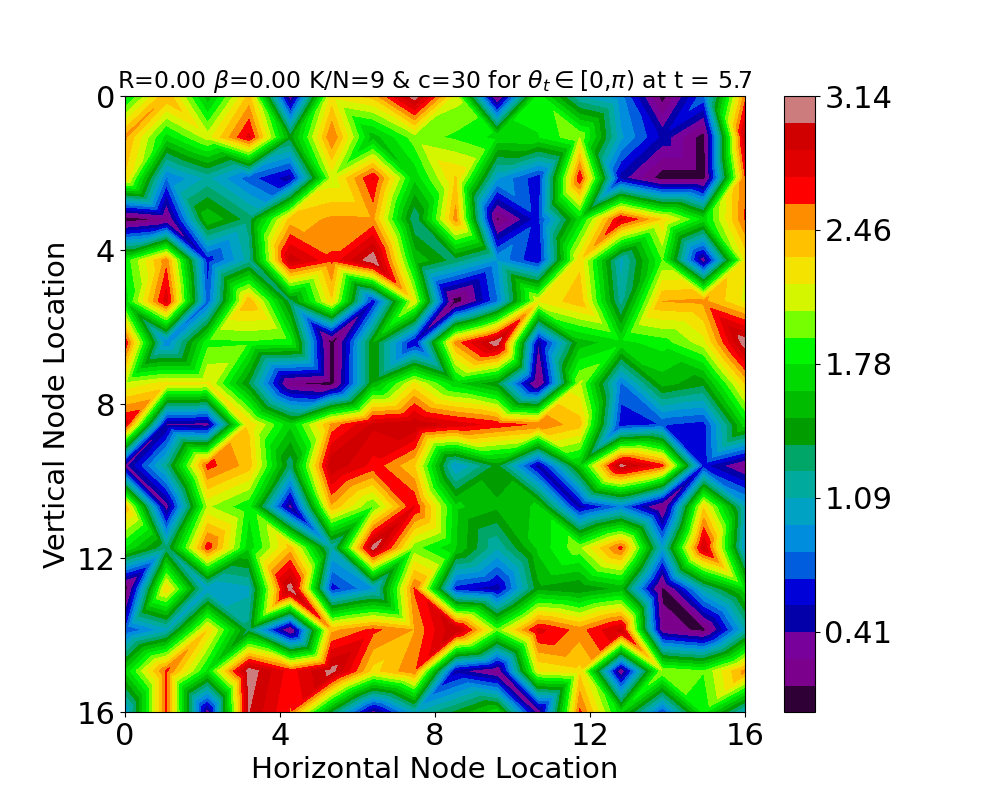 R=0.00 β=0.00 K/N=9 & c=30 for θₜ ∈ [0,π) at t = 5.7
0
4
8
12
16
Vertical Node Location
0 4 8 12 16
Horizontal Node Location
3.14
2.46
1.78
1.09
0.41